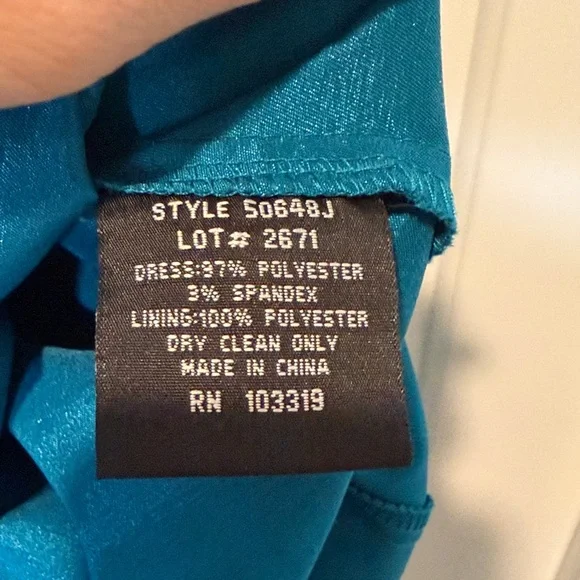 STYLE 50648J
LOT# 2671
DRESS:97% POLYESTER
3% SPANDEX
LINING:100% POLYESTER
DRY CLEAN ONLY
MADE IN CHINA
RN 103319